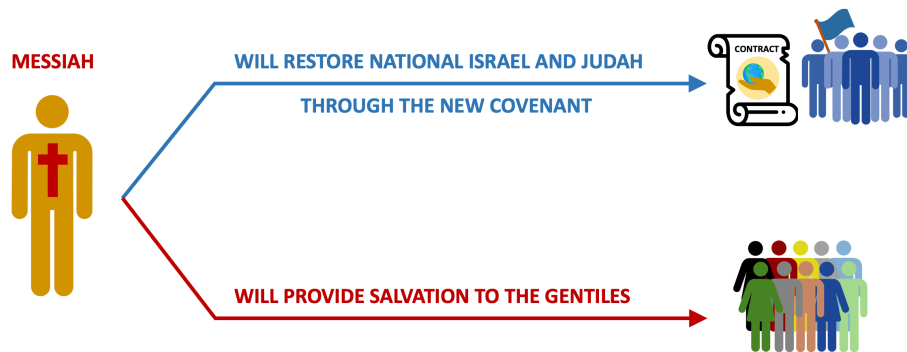 MESSIAH
WILL RESTORE NATIONAL ISRAEL AND JUDAH
THROUGH THE NEW COVENANT
CONTRACT
WILL PROVIDE SALVATION TO THE GENTILES